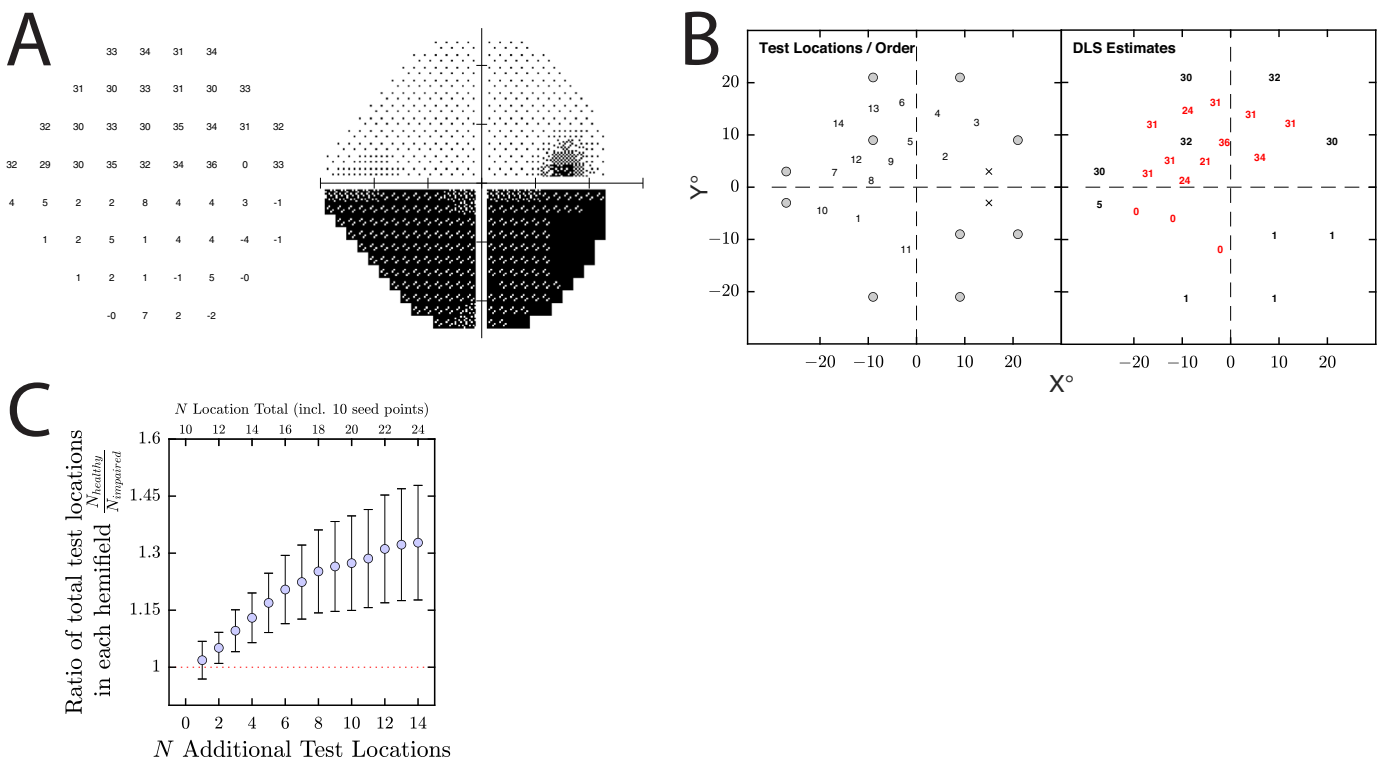 A
33 34 31 34
31 30 33 31 30 33
32 30 33 30 35 34 31 32
32 29 30 35 32 34 36 0 33
4 5 2 2 8 4 4 3 -1
1 2 5 1 4 4 -4 -1
1 2 1 -1 5 -0
-0 7 2 -2
B
Test Locations / Order
DLS Estimates
Y°
20
10
0
−10
−20
6
13
4
14
3
5
2
12
9
7
8
10
1
11
×
×
−20 −10 0 10 20
30 32
31
24
31
31 31
36
32 30
34
31 21
30 31
24
5
0 0
1 1
0
1 1
−20 −10 0 10 20
X°
C
N Location Total (incl. 10 seed points)
10 12 14 16 18 20 22 24
Ratio of total test locations
in each hemifield N_healthy / N_impaired
1.6
1.45
1.3
1.15
1
0 2 4 6 8 10 12 14
N Additional Test Locations